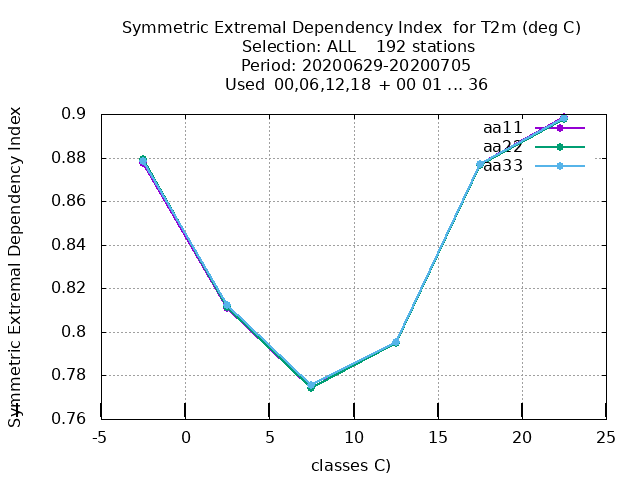 Symmetric Extremal Dependency Index  for T2m (deg C)
Selection: ALL    192 stations
Period: 20200629-20200705
Used  00,06,12,18 + 00 01 ... 36
Symmetric Extremal Dependency Index
0.9
0.88
0.86
0.84
0.82
0.8
0.78
0.76
aa11
aa22
aa33
-5
0
5
10
15
20
25
classes C)